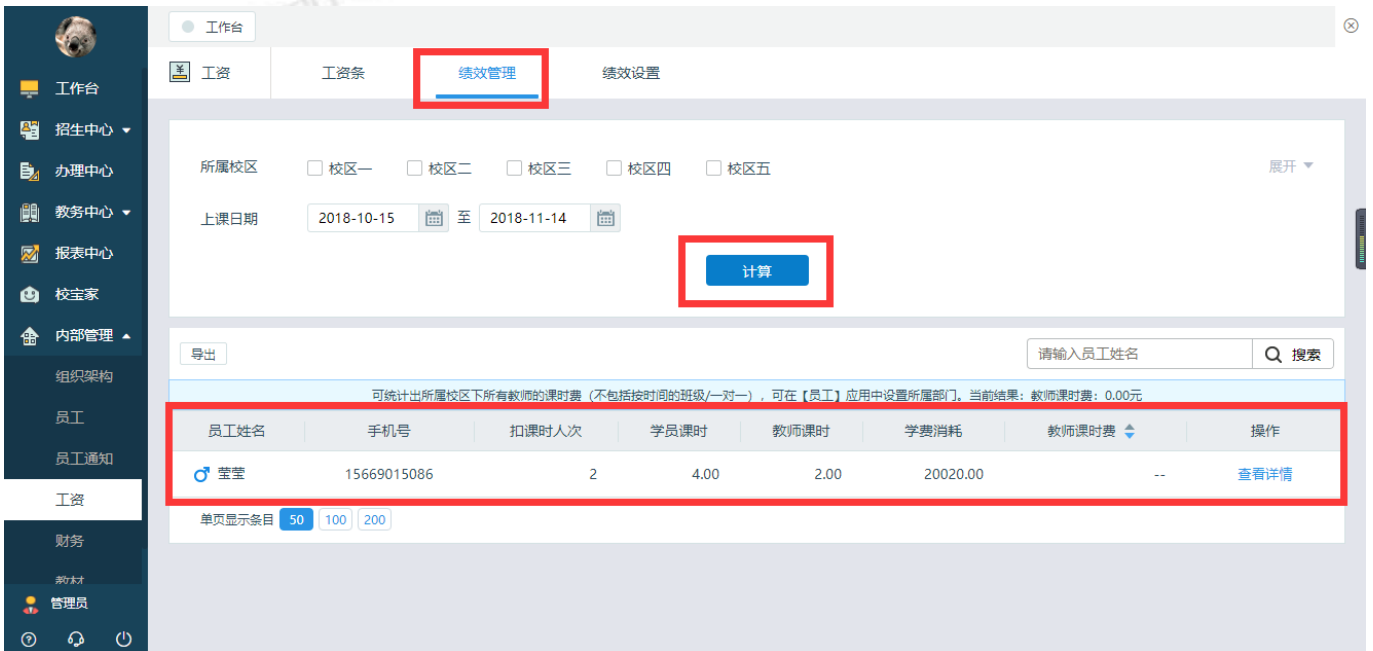 工作台
工资
工资条
绩效管理
绩效设置
工作台
招生中心
办理中心
教务中心
报表中心
校宝家
内部管理
组织架构
员工
员工通知
工资
财务
教材
管理员
所属校区 校区一 校区二 校区三 校区四 校区五 展开
上课日期 2018-10-15 至 2018-11-14
计算
导出 请输入员工姓名 搜索
可统计出所属校区下所有教师的课时费（不包括按时间的班级/一对一）, 可在【员工】应用中设置所属部门。当前结果: 教师课时费: 0.00元
员工姓名 手机号 扣课时人次 学员课时 教师课时 学费消耗 教师课时费 操作
莹莹 15669015086 2 4.00 2.00 20020.00 -- 查看详情
单页显示条目 50 100 200